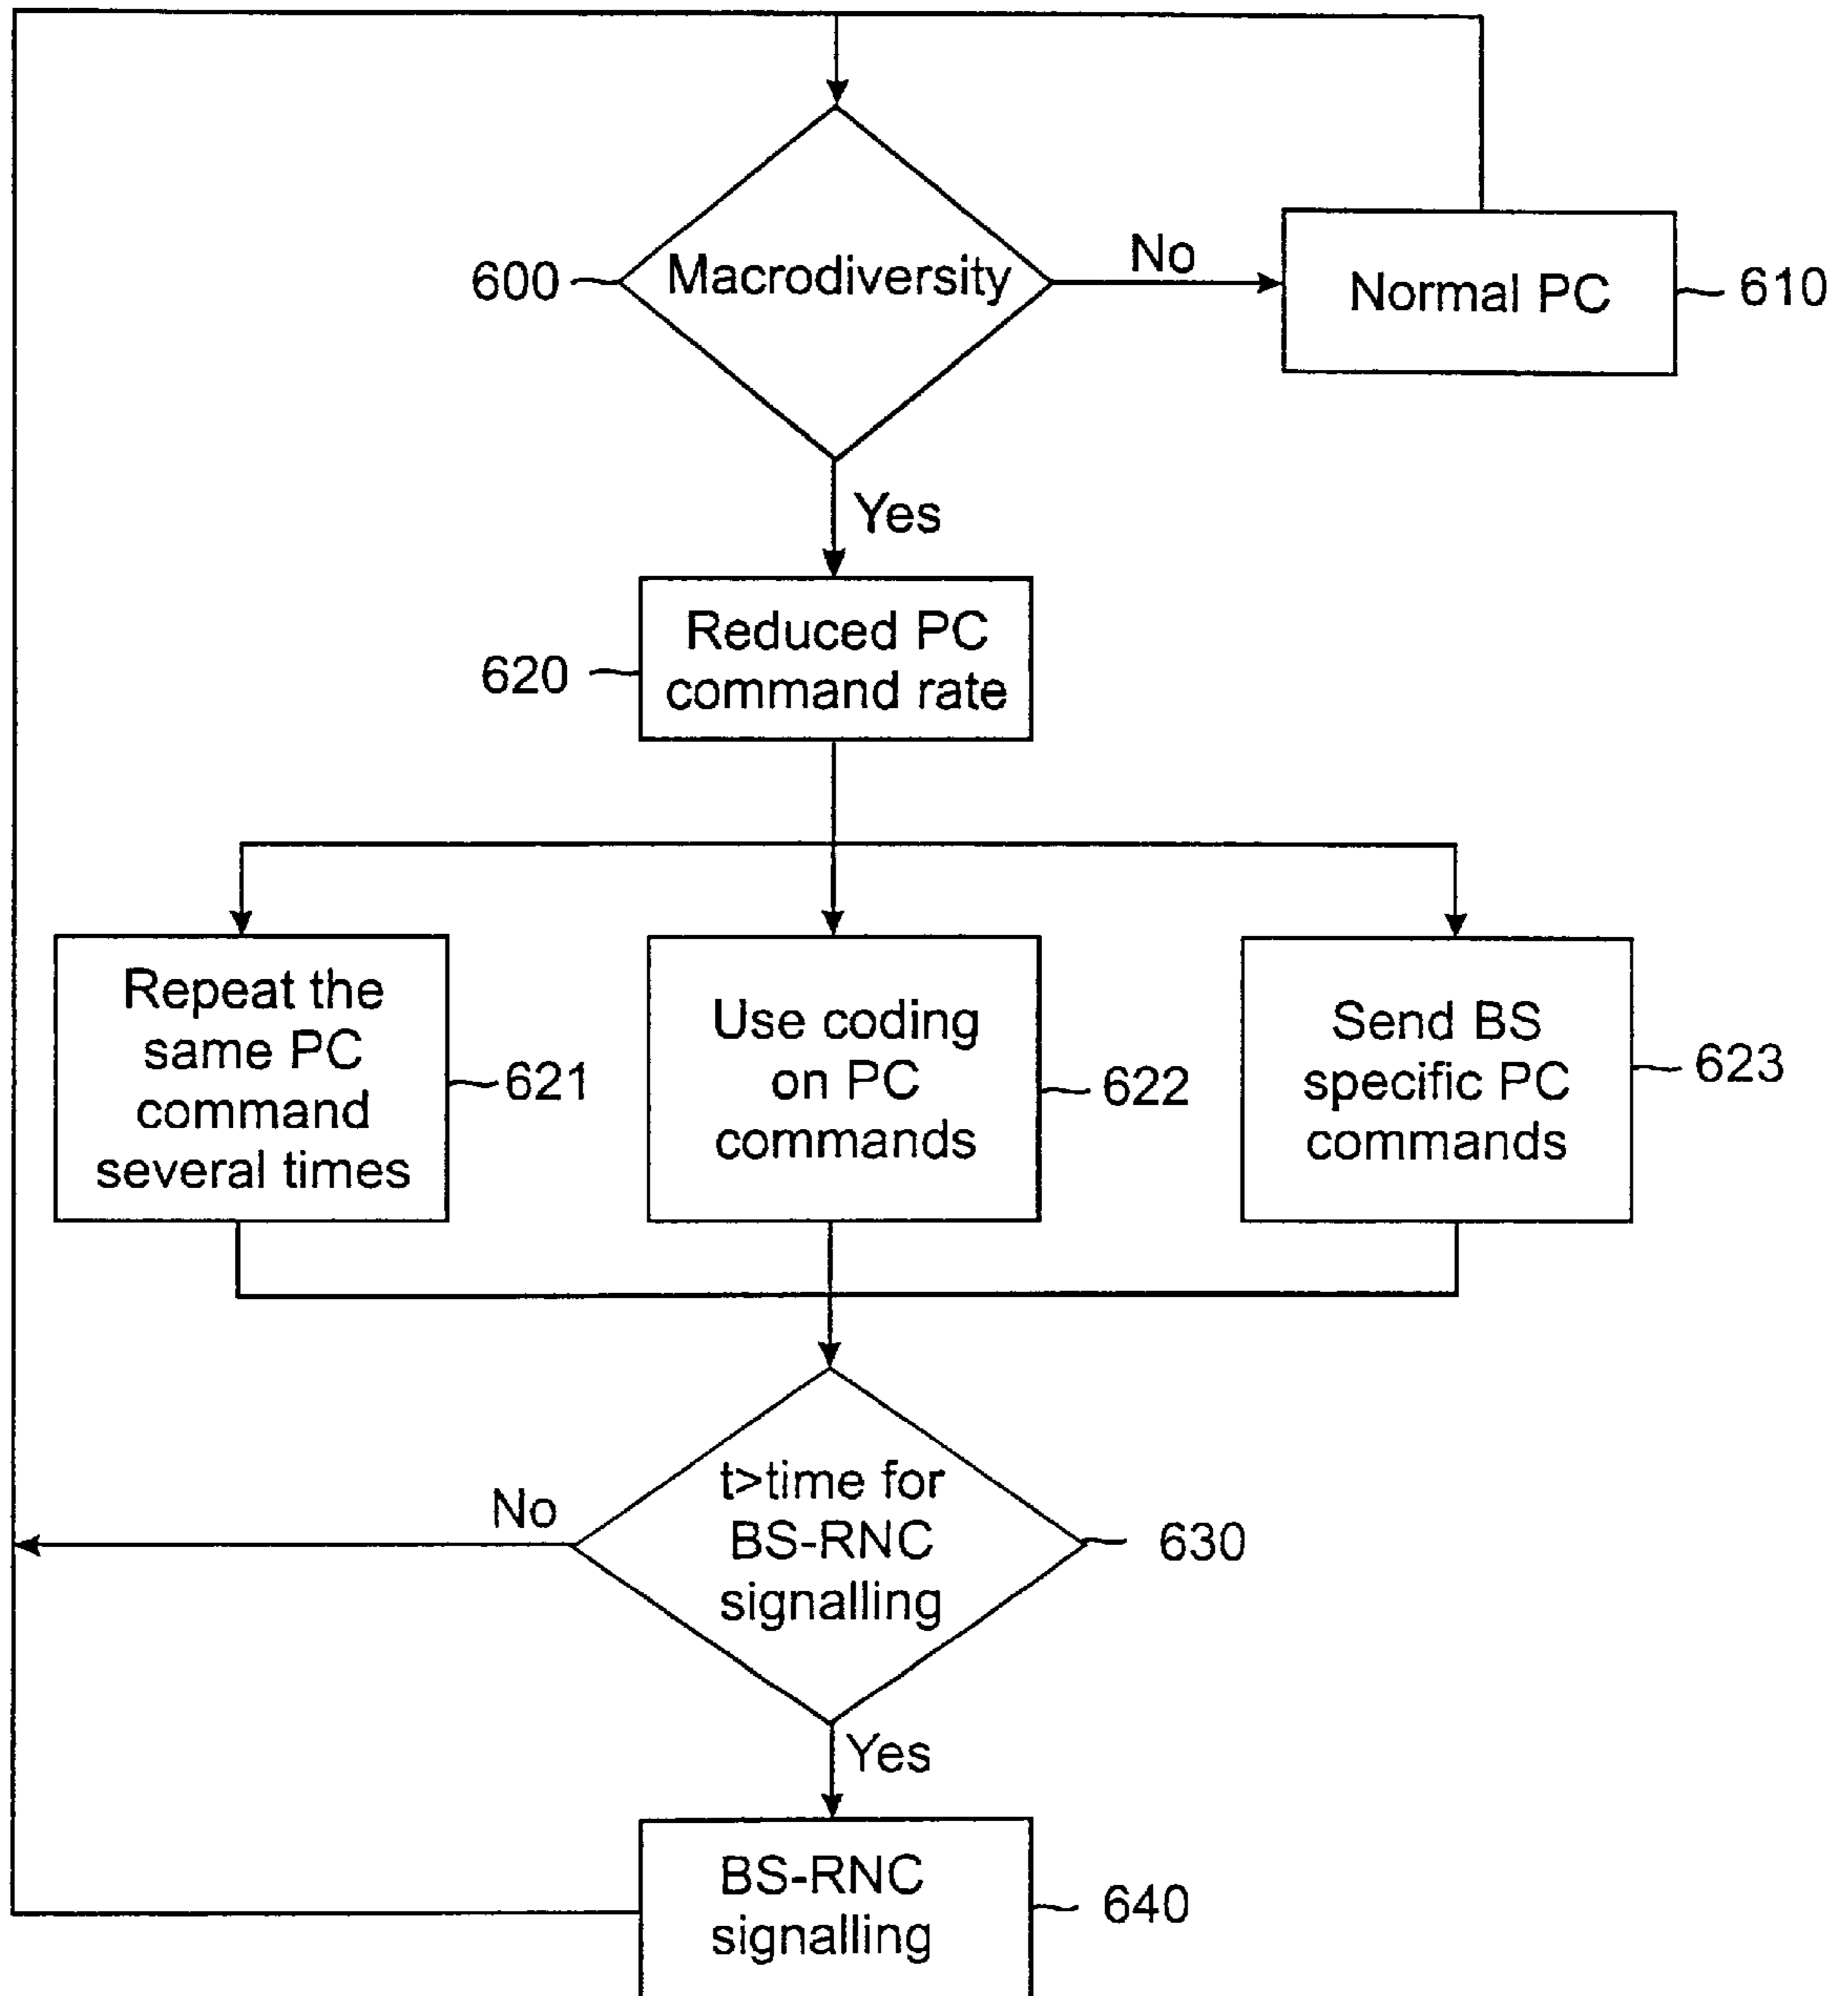 600
Macrodiversity
No
Normal PC
610
Yes
620
Reduced PC
command rate
Repeat the
same PC
command
several times
621
Use coding
on PC
commands
622
Send BS
specific PC
commands
623
No
t>time for
BS-RNC
signalling
630
Yes
BS-RNC
signalling
640